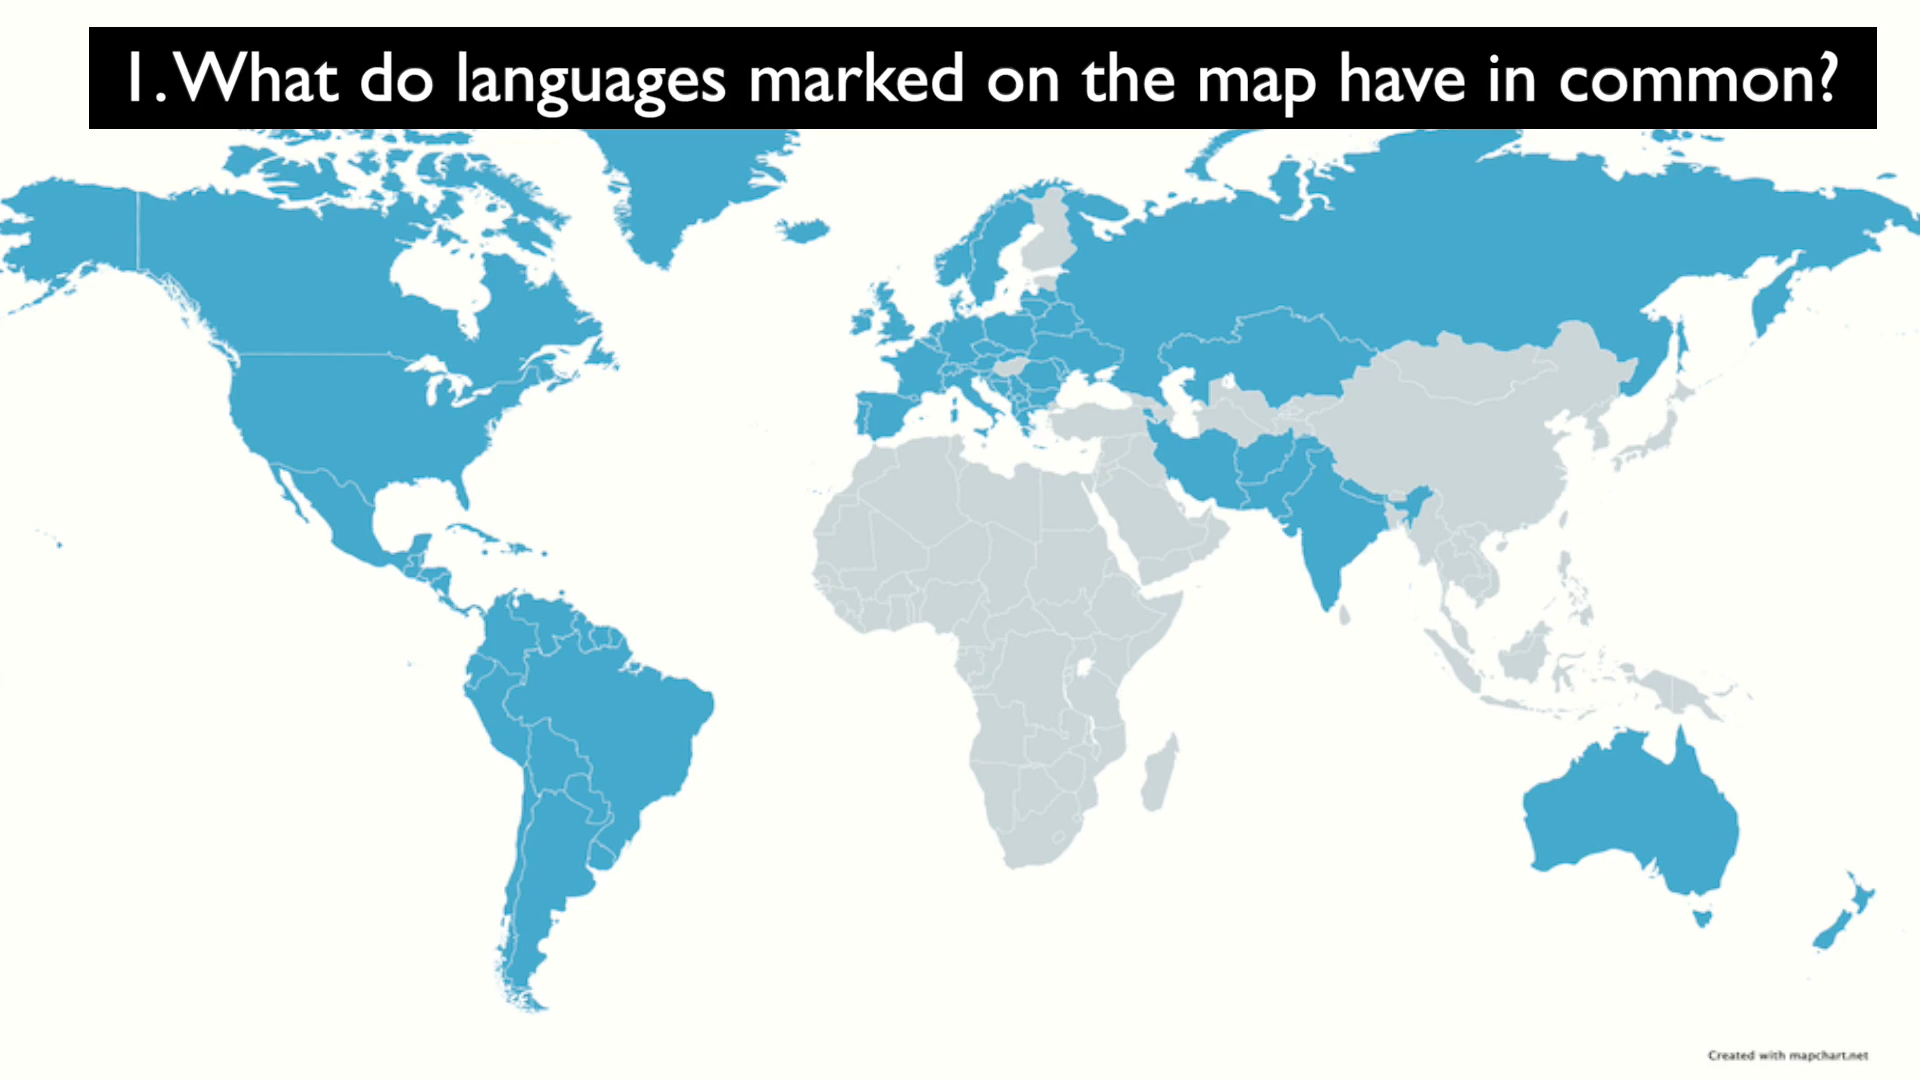 1. What do languages marked on the map have in common?
Created with mapchart.net